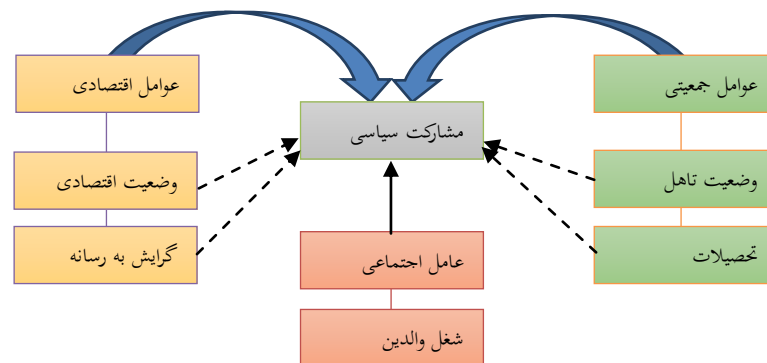 عوامل جمعیتی
وضعیت تاهل
تحصیلات
مشارکت سیاسی
عامل اجتماعی
شغل والدین
عوامل اقتصادی
وضعیت اقتصادی
گرایش به رسانه